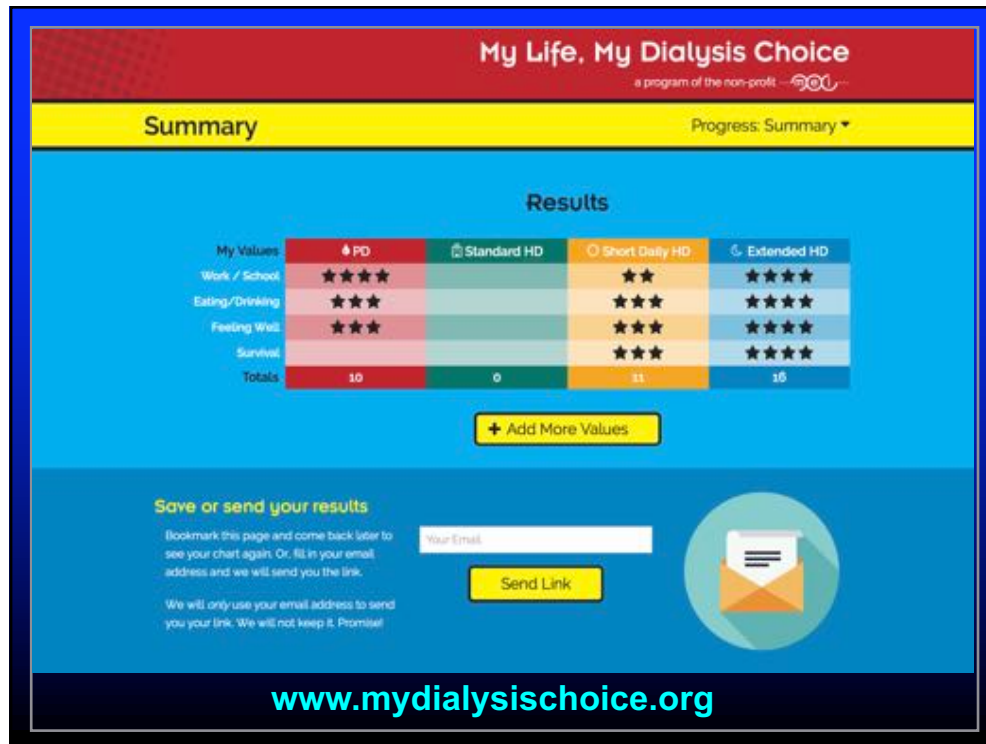 My Life, My Dialysis Choice
a program of the non-profit
Summary
Progress: Summary
Results
My Values PD Standard HD Short Daily HD Extended HD
Work / School ★★★★ ★★ ★★★★
Eating/Drinking ★★★ ★★★ ★★★★
Feeling Well ★★★ ★★★ ★★★★
Survival ★★★ ★★★★
Totals 10 0 11 16
+ Add More Values
Save or send your results
Bookmark this page and come back later to
see your chart again. Or, fill in your email
address and we will send you the link.
We will only use your email address to send
you your link. We will not keep it. Promise!
Your Email
Send Link
www.mydialysischoice.org